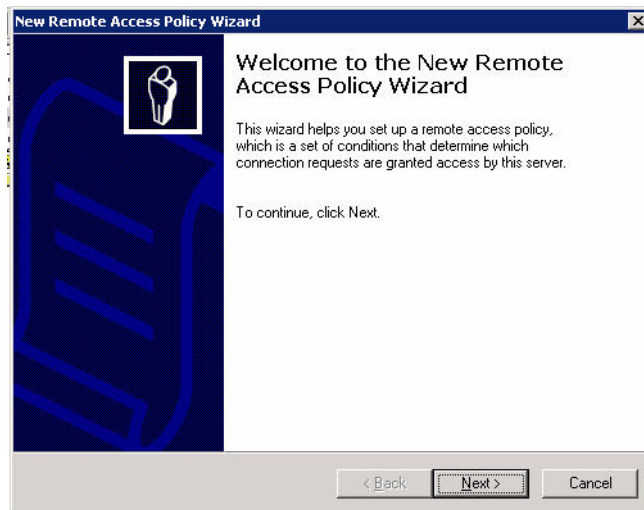 New Remote Access Policy Wizard
Welcome to the New Remote
Access Policy Wizard
This wizard helps you set up a remote access policy,
which is a set of conditions that determine which
connection requests are granted access by this server.
To continue, click Next.
< Back
Next >
Cancel